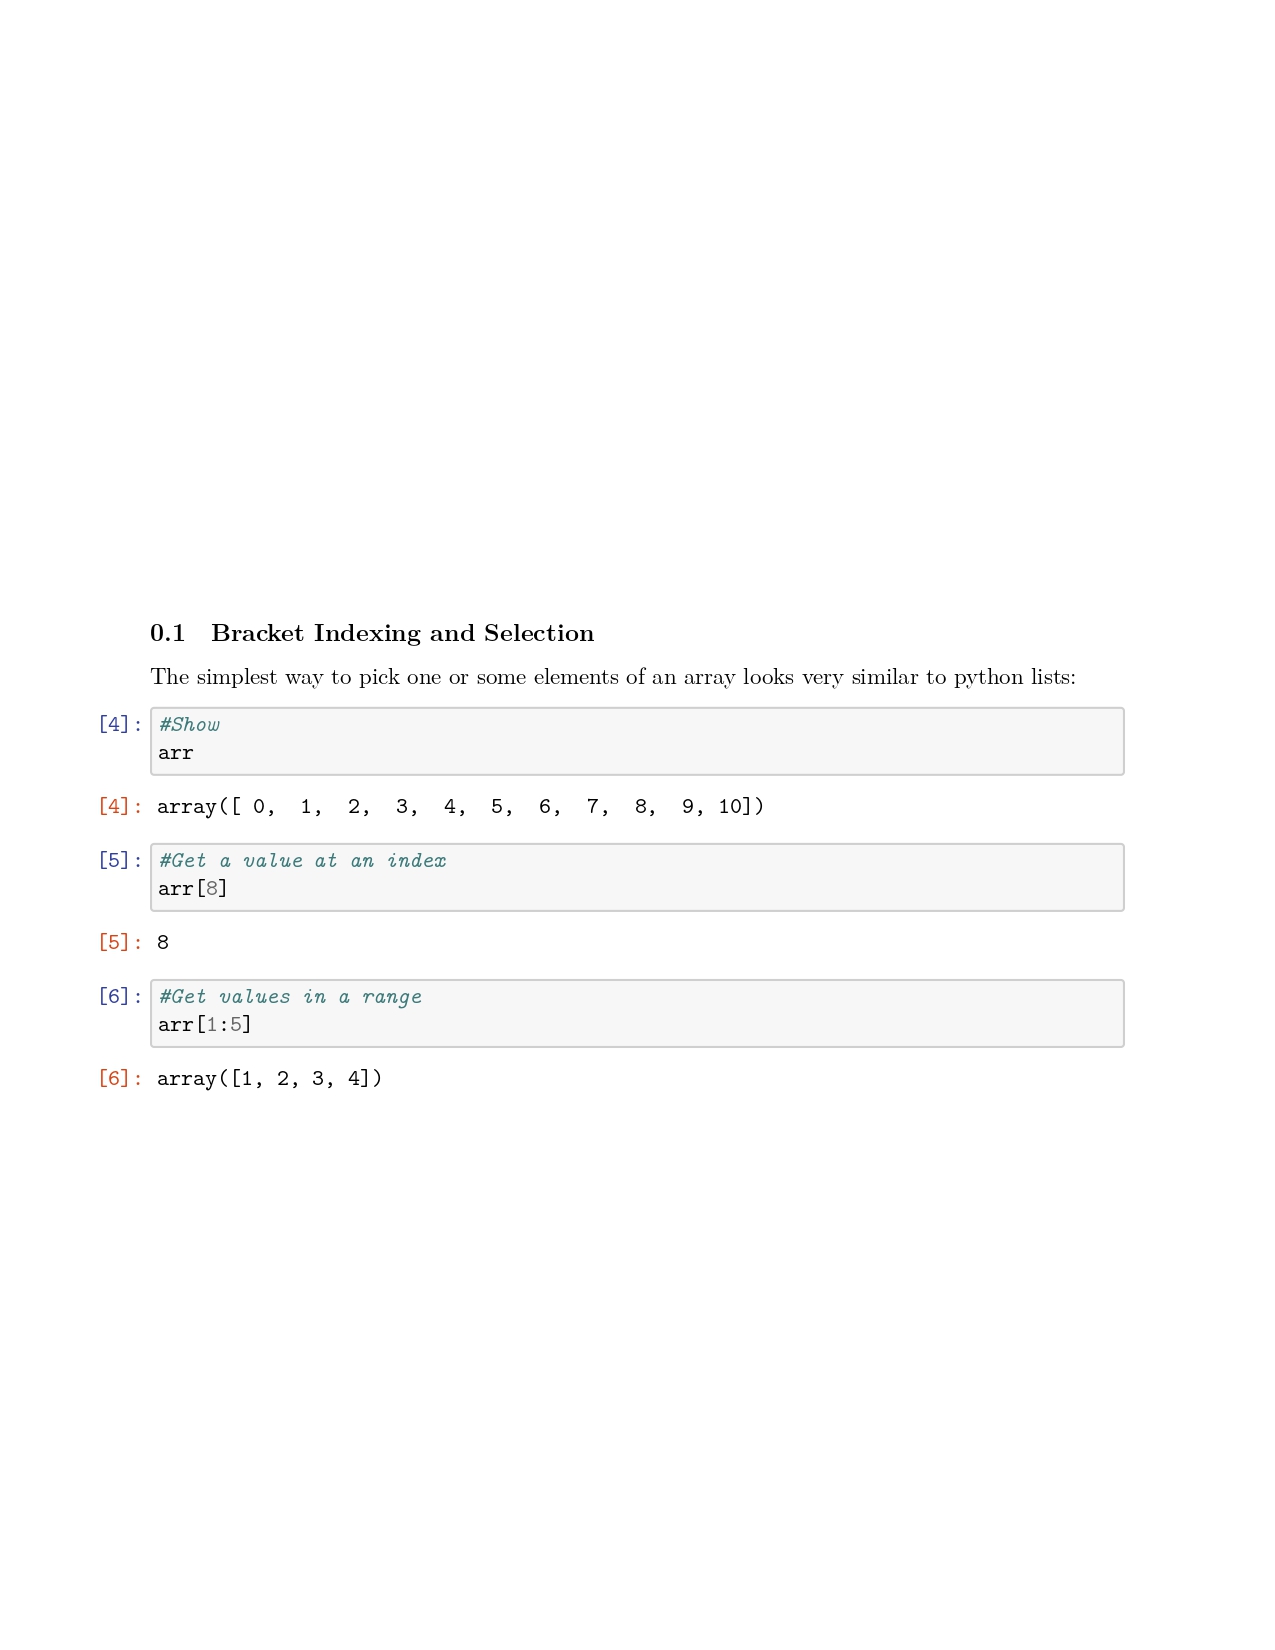 0.1 Bracket Indexing and Selection
The simplest way to pick one or some elements of an array looks very similar to python lists:
[4]: #Show
arr
[4]: array([ 0,  1,  2,  3,  4,  5,  6,  7,  8,  9, 10])
[5]: #Get a value at an index
arr[8]
[5]: 8
[6]: #Get values in a range
arr[1:5]
[6]: array([1, 2, 3, 4])